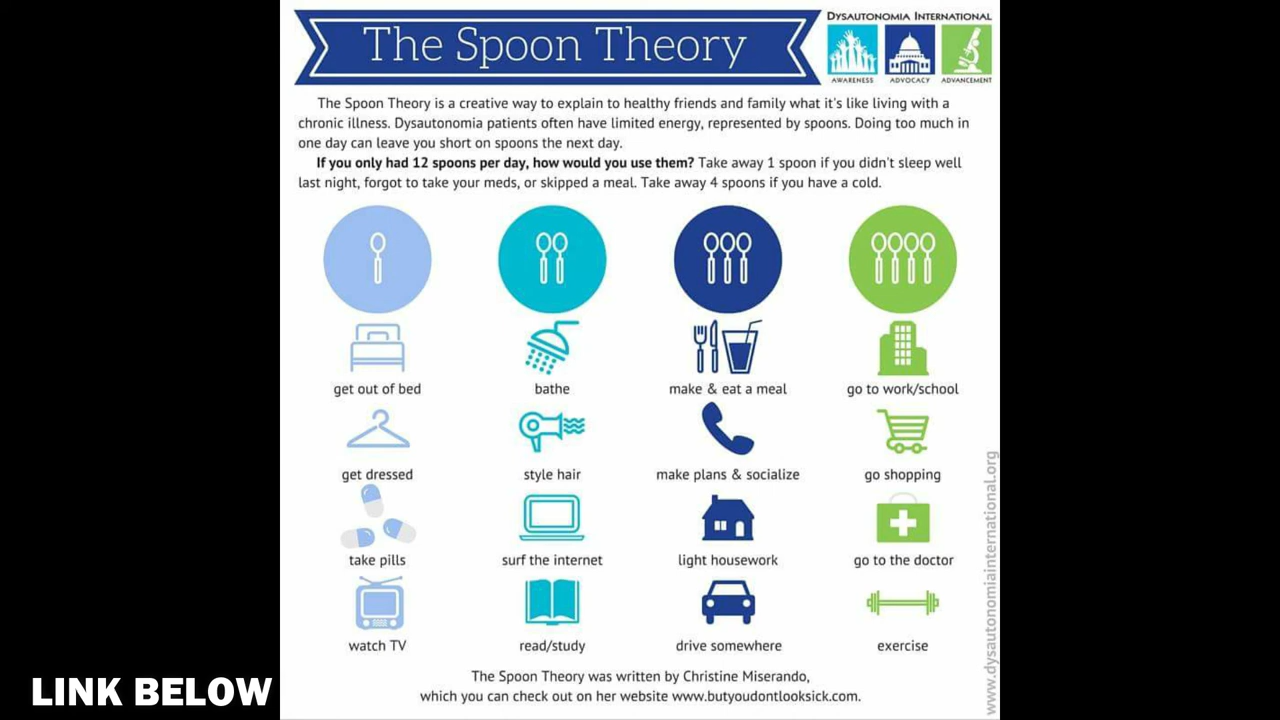 The Spoon Theory
DYSAUTONOMIA INTERNATIONAL
AWARENESS
ADVOCACY
ADVANCEMENT
The Spoon Theory is a creative way to explain to healthy friends and family what it's like living with a
chronic illness. Dysautonomia patients often have limited energy, represented by spoons. Doing too much in
one day can leave you short on spoons the next day.
If you only had 12 spoons per day, how would you use them? Take away 1 spoon if you didn't sleep well
last night, forgot to take your meds, or skipped a meal. Take away 4 spoons if you have a cold.
get out of bed
bathe
make & eat a meal
go to work/school
get dressed
style hair
make plans & socialize
go shopping
take pills
surf the internet
light housework
go to the doctor
watch TV
read/study
drive somewhere
exercise
The Spoon Theory was written by Christine Miserando,
which you can check out on her website www.butyoudontlooksick.com.
www.dysautonomiainternational.org
LINK BELOW